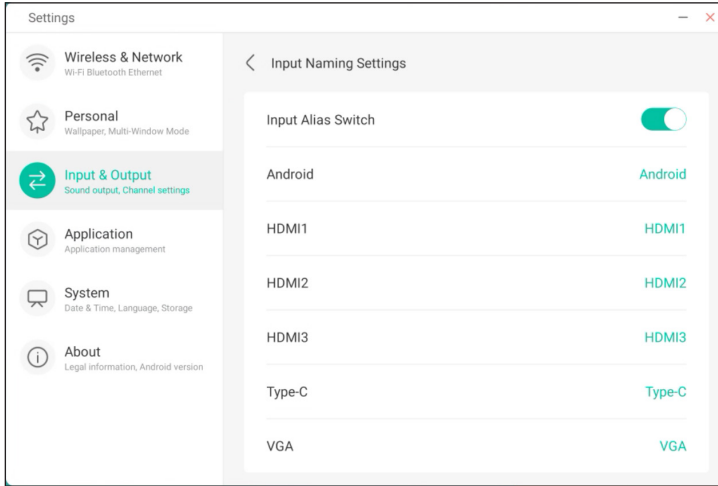 Settings
Wireless & Network
Wi-Fi Bluetooth Ethernet
Personal
Wallpaper, Multi-Window Mode
Input & Output
Sound output, Channel settings
Application
Application management
System
Date & Time, Language, Storage
About
Legal information, Android version
Input Naming Settings
Input Alias Switch
Android Android
HDMI1 HDMI1
HDMI2 HDMI2
HDMI3 HDMI3
Type-C Type-C
VGA VGA